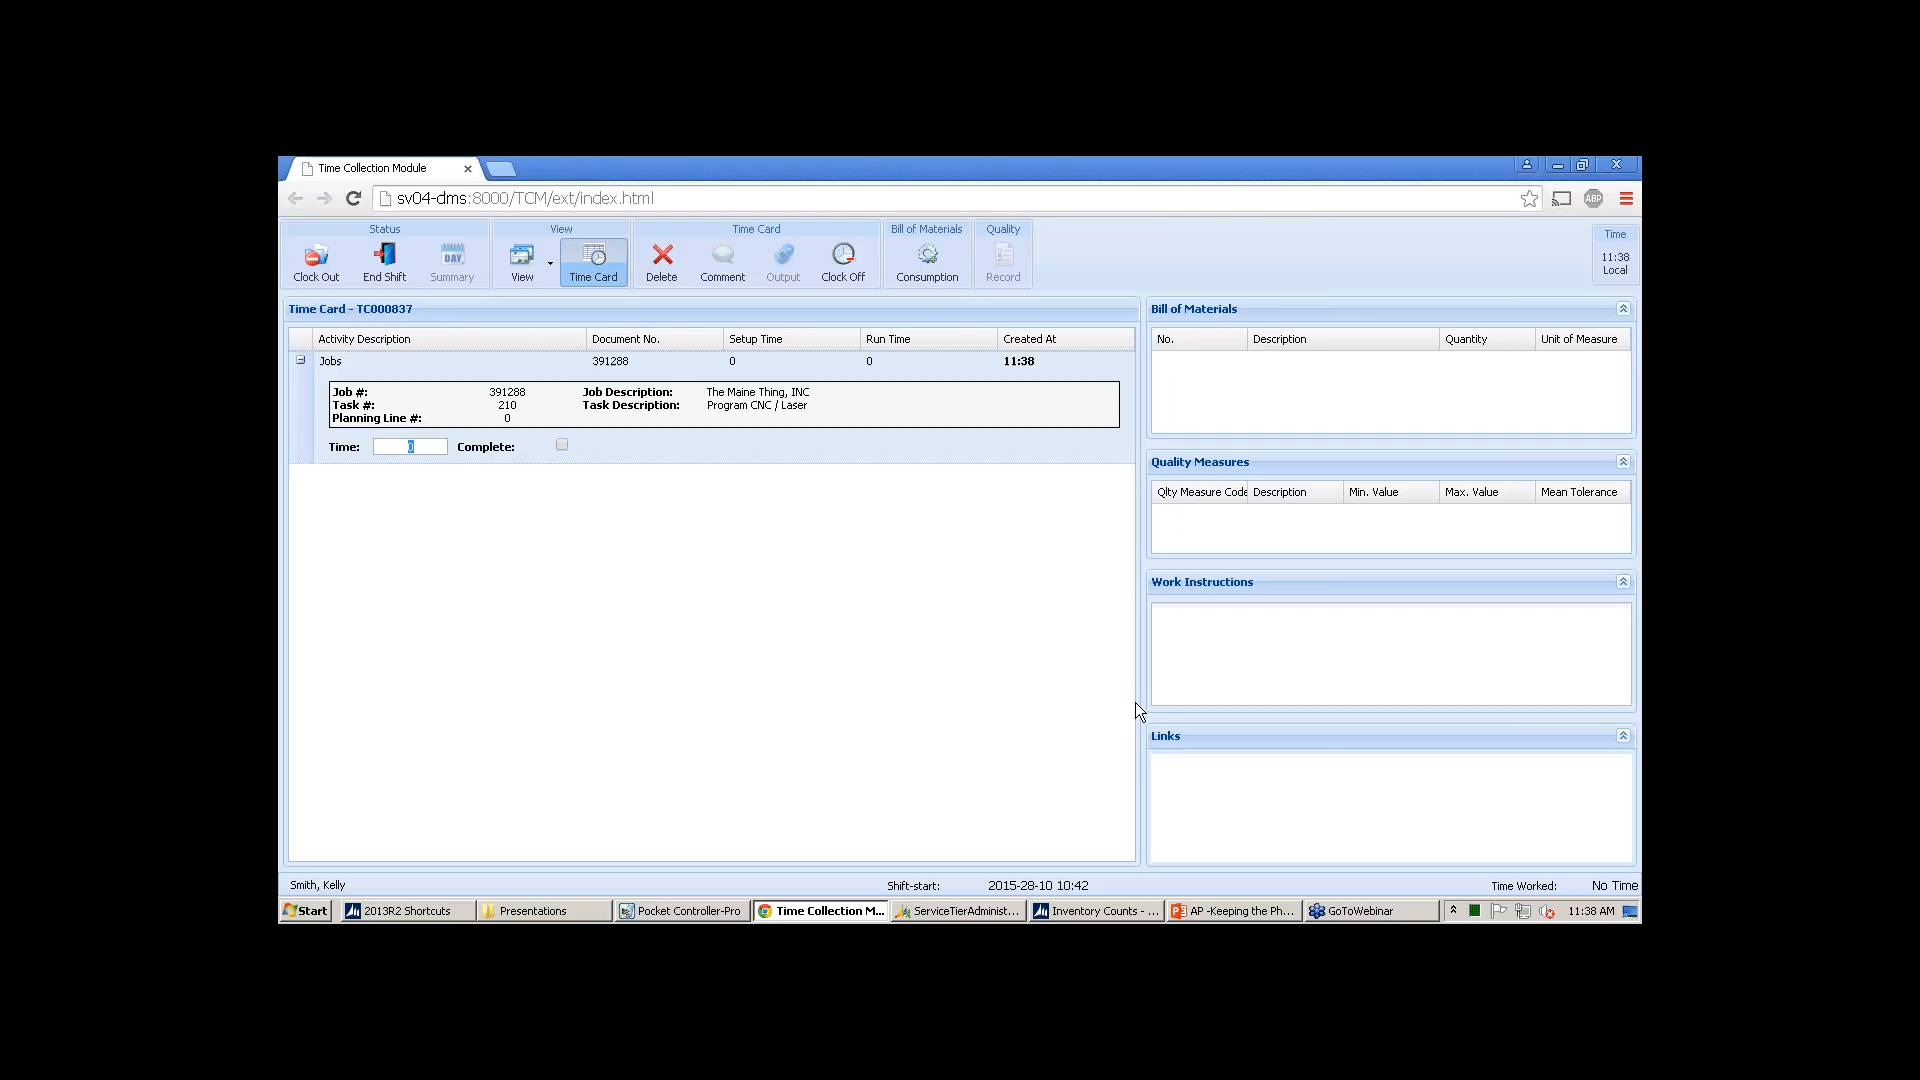 Time Collection Module
sv04-dms:8000/TCM/ext/index.html
ABP
Status
View
Time Card
Bill of Materials
Quality
Time
Clock Out
End Shift
DAY
Summary
View
Time Card
Delete
Comment
Output
Clock Off
Consumption
Record
11:38
Local
Time Card - TC000837
Activity Description Document No. Setup Time Run Time Created At
Jobs 391288 0 0 11:38
Job #: 391288 Job Description: The Maine Thing, INC
Task #: 210 Task Description: Program CNC / Laser
Planning Line #: 0
Time: 0 Complete:
Bill of Materials
No. Description Quantity Unit of Measure
Quality Measures
Qlty Measure Code Description Min. Value Max. Value Mean Tolerance
Work Instructions
Links
Smith, Kelly Shift-start: 2015-28-10 10:42 Time Worked: No Time
Start 2013R2 Shortcuts Presentations Pocket Controller-Pro Time Collection M... ServiceTierAdminist... Inventory Counts - ... AP -Keeping the Ph... GoToWebinar 11:38 AM